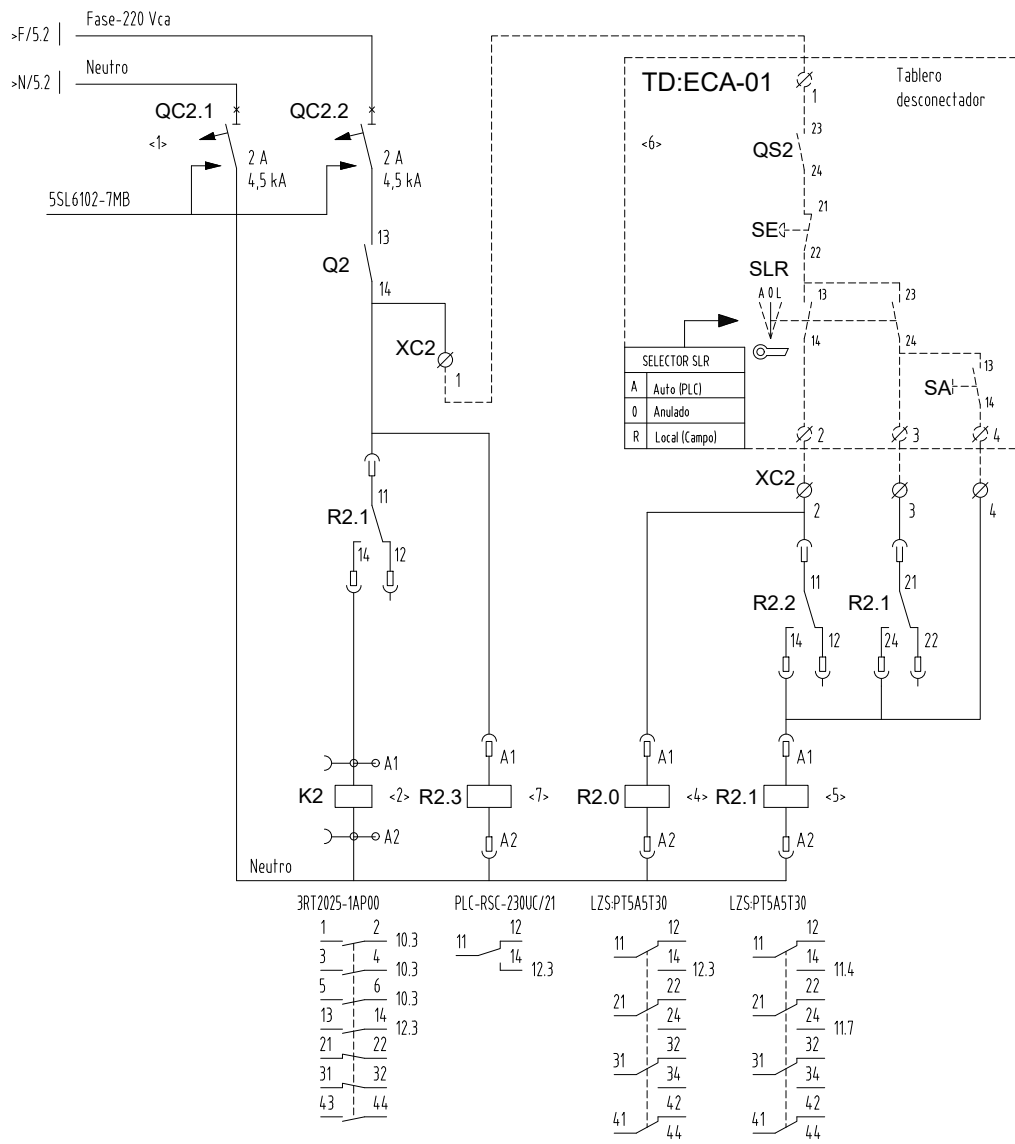 >F/5.2 Fase-220 Vca
>N/5.2 Neutro
TD:ECA-01
Tablero
desconectador
1
QC2.1 QC2.2
<1>
2 A
4,5 kA
2 A
4,5 kA
<6>
23
QS2
24
5SL6102-7MB
21
SE
22
13
Q2
14
SLR
A 0 L
13 23
14 24
XC2
1
SELECTOR SLR
A Auto (PLC)
0 Anulado
R Local (Campo)
13
SA
14
2 3 4
XC2
2 3 4
11
R2.1
14 12
11 21
R2.2 R2.1
14 12 24 22
A1 A1 A1 A1
K2 <2> R2.3 <7> R2.0 <4> R2.1 <5>
A2 A2 A2 A2
Neutro
3RT2025-1AP00 PLC-RSC-230UC/21 LZS:PT5A5T30 LZS:PT5A5T30
1 2 10.3
3 4 10.3
5 6 10.3
13 14 12.3
21 22
31 32
43 44
11 12
14 12.3
11 12
14 12.3
21 22
24
31 32
34
41 42
44
11 12
14 11.4
21 22
24 11.7
31 32
34
41 42
44